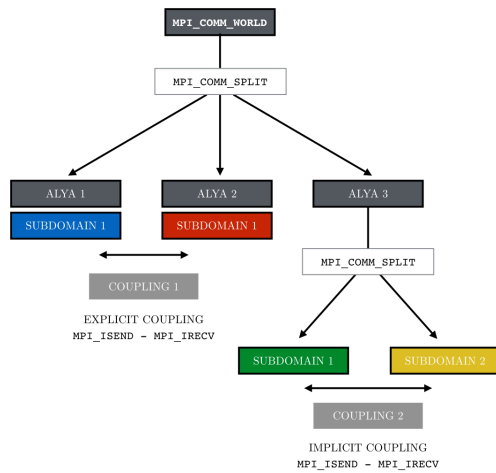 MPI_COMM_WORLD
MPI_COMM_SPLIT
ALYA 1
ALYA 2
ALYA 3
SUBDOMAIN 1
SUBDOMAIN 1
MPI_COMM_SPLIT
COUPLING 1
EXPLICIT COUPLING
MPI_ISEND - MPI_IRECV
SUBDOMAIN 1
SUBDOMAIN 2
COUPLING 2
IMPLICIT COUPLING
MPI_ISEND - MPI_IRECV